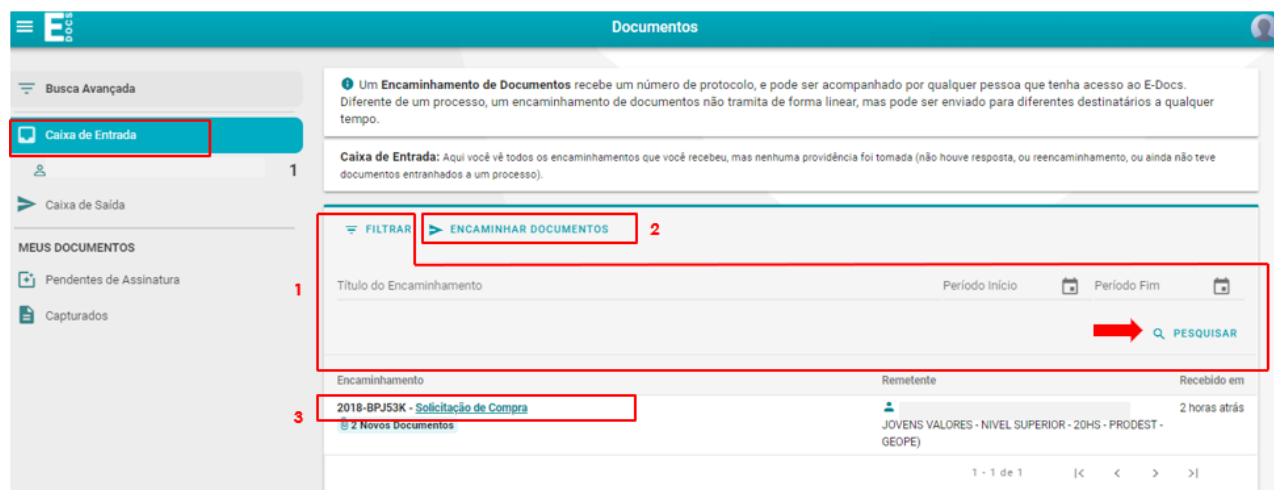 E DOCS
Documentos
Busca Avançada
Caixa de Entrada
1
Caixa de Saída
MEUS DOCUMENTOS
Pendentes de Assinatura
Capturados
Um Encaminhamento de Documentos recebe um número de protocolo, e pode ser acompanhado por qualquer pessoa que tenha acesso ao E-Docs.
Diferente de um processo, um encaminhamento de documentos não tramita de forma linear, mas pode ser enviado para diferentes destinatários a qualquer
tempo.
Caixa de Entrada: Aqui você vê todos os encaminhamentos que você recebeu, mas nenhuma providência foi tomada (não houve resposta, ou reencaminhamento, ou ainda não teve
documentos entranhados a um processo).
FILTRAR ENCAMINHAR DOCUMENTOS 2
1
Título do Encaminhamento Período Início Período Fim
PESQUISAR
Encaminhamento Remetente Recebido em
3
2018-BPJ53K - Solicitação de Compra 2 horas atrás
2 Novos Documentos
JOVENS VALORES - NIVEL SUPERIOR - 20HS - PRODEST -
GEOPE)
1 - 1 de 1 |< < > >|